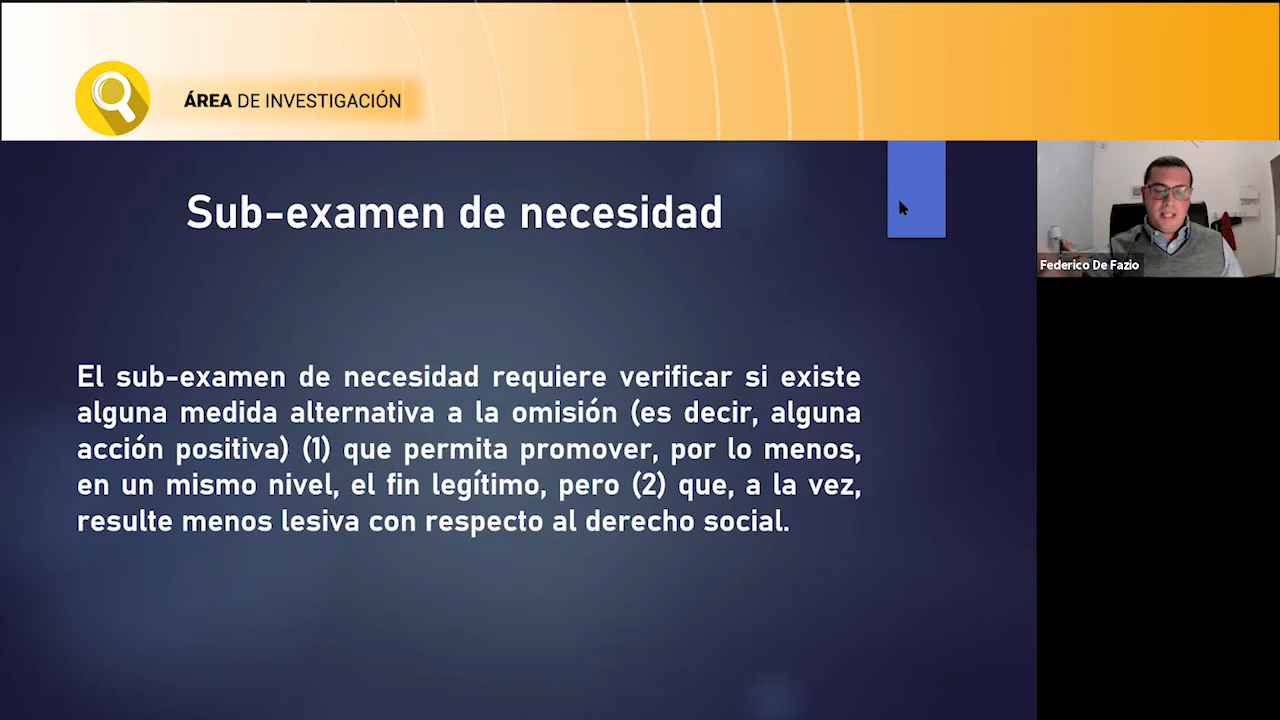 ÁREA DE INVESTIGACIÓN
Sub-examen de necesidad
Federico De Fazio
El sub-examen de necesidad requiere verificar si existe
alguna medida alternativa a la omisión (es decir, alguna
acción positiva) (1) que permita promover, por lo menos,
en un mismo nivel, el fin legítimo, pero (2) que, a la vez,
resulte menos lesiva con respecto al derecho social.